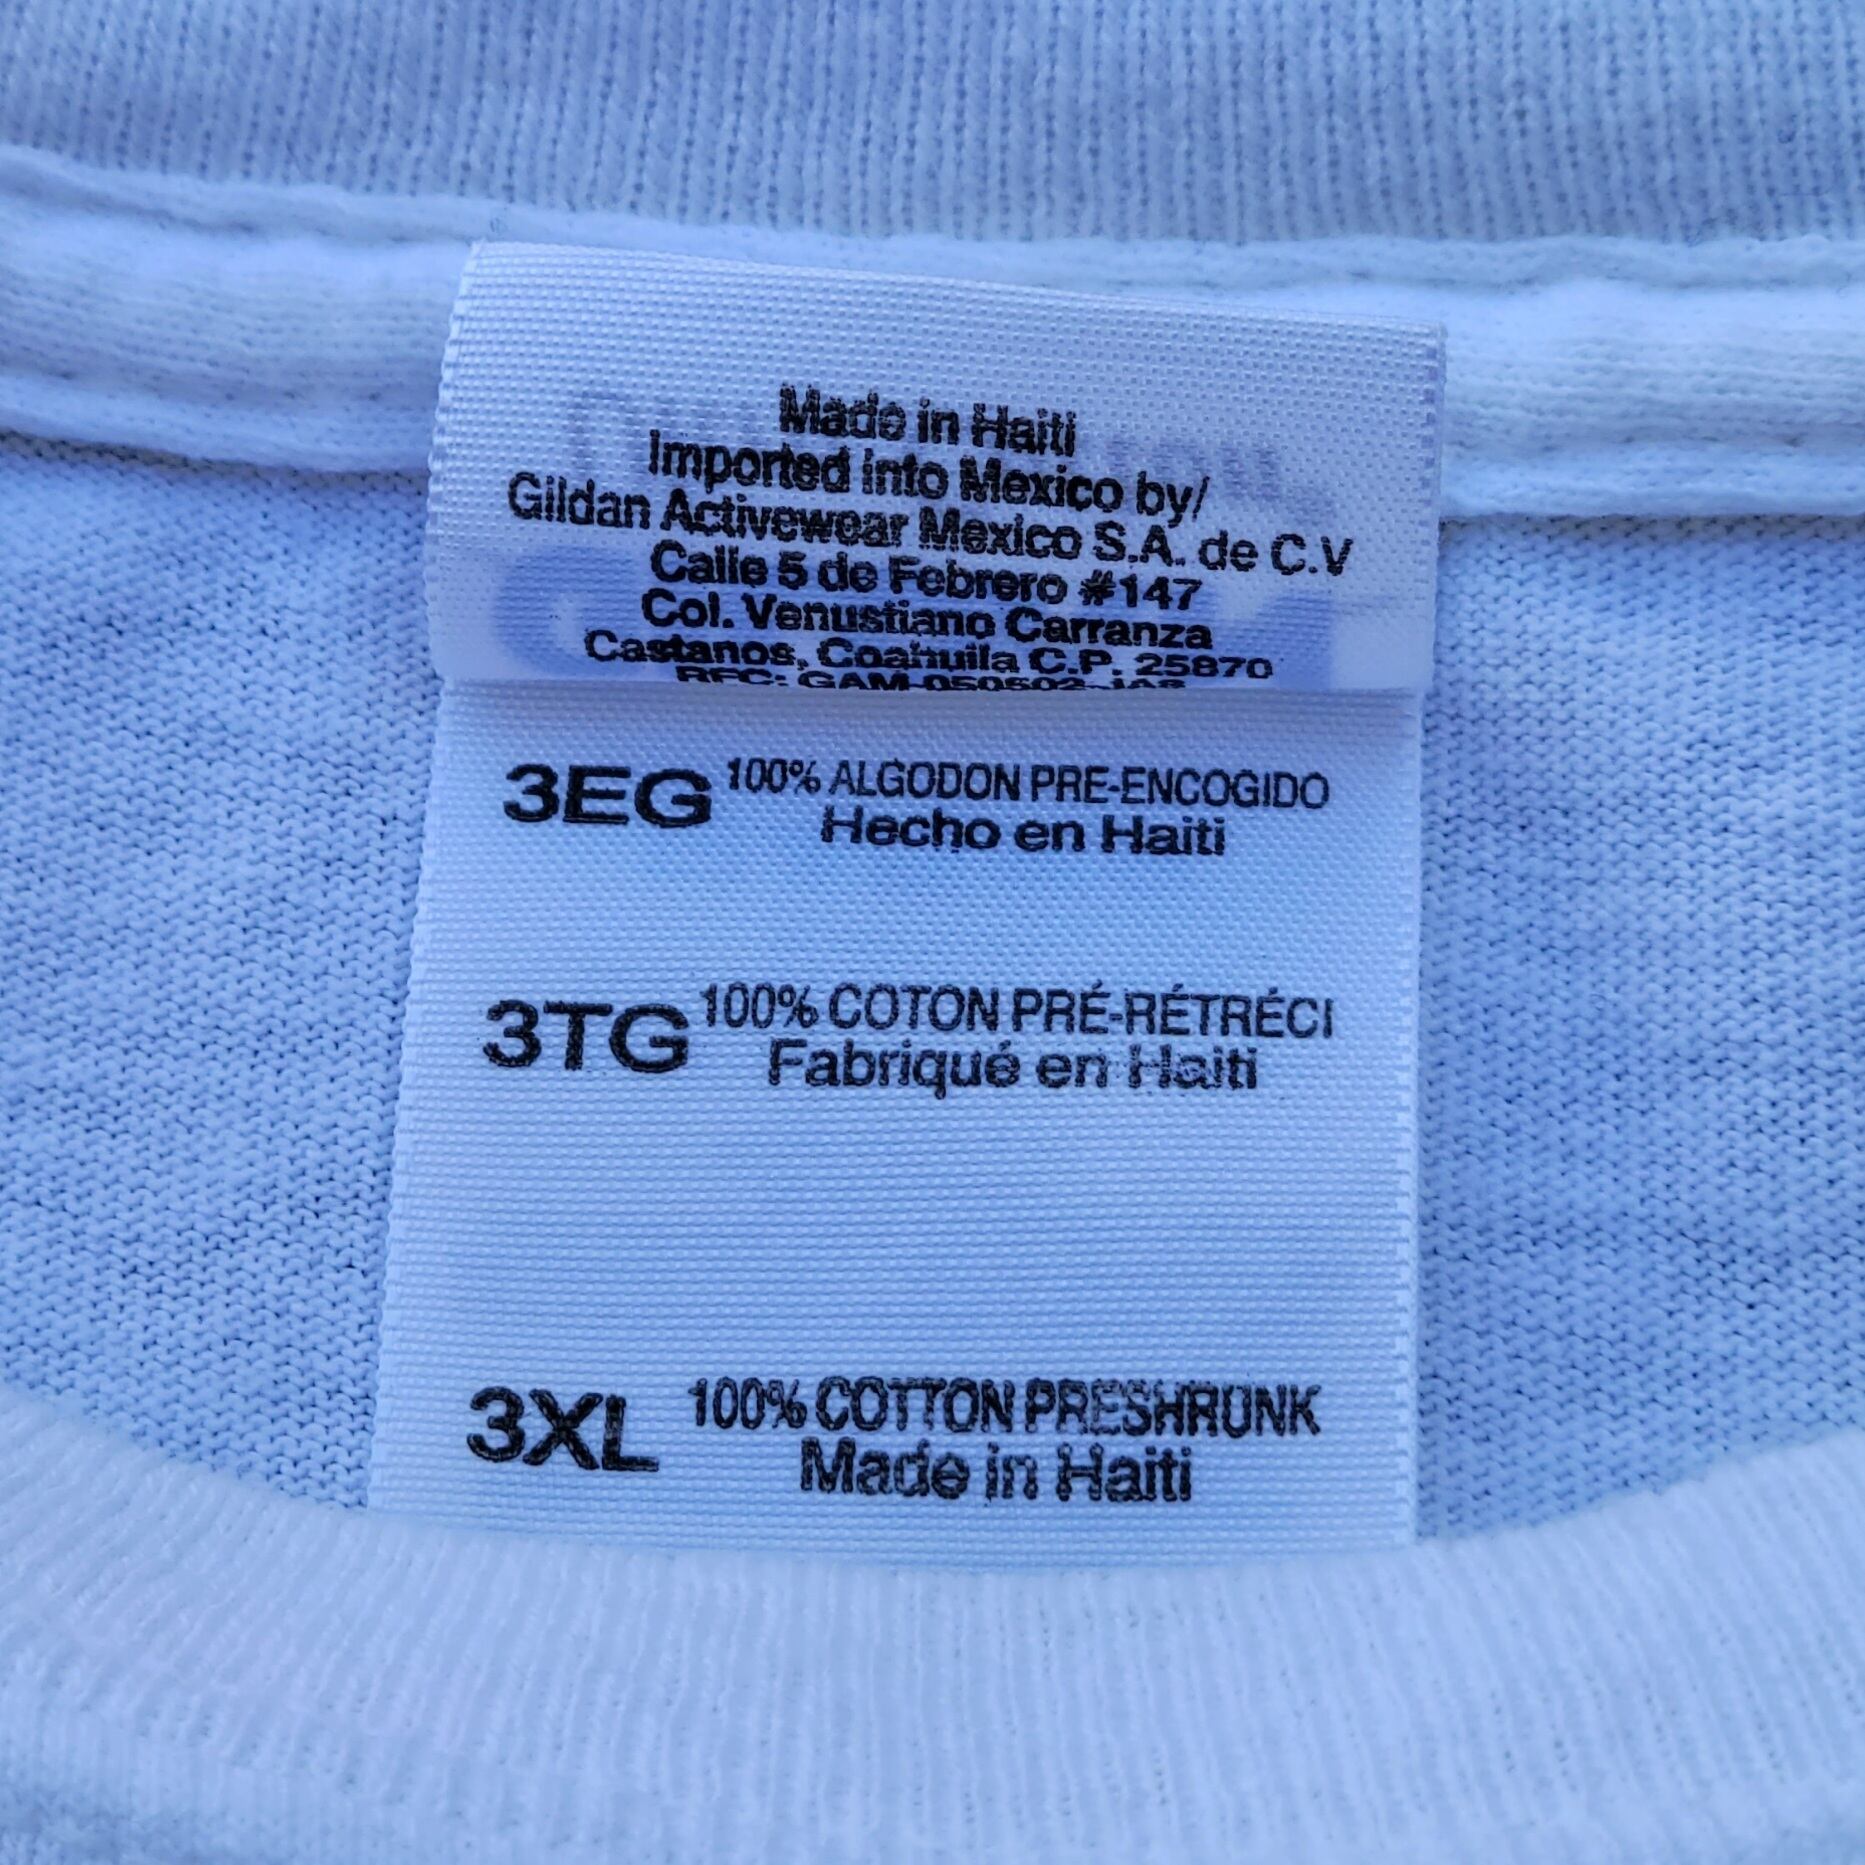 Made in Haiti
Imported into Mexico by/
Gildan Activewear Mexico S.A. de C.V
Calle 5 de Febrero #147
Col. Venustiano Carranza
Castanos, Coahuila C.P. 25870
RFC:
3EG 100% ALGODON PRE-ENCOGIDO
Hecho en Haiti
3TG 100% COTON PRÉ-RÉTRÉCI
Fabriqué en Haiti
3XL 100% COTTON PRESHRUNK
Made in Haiti